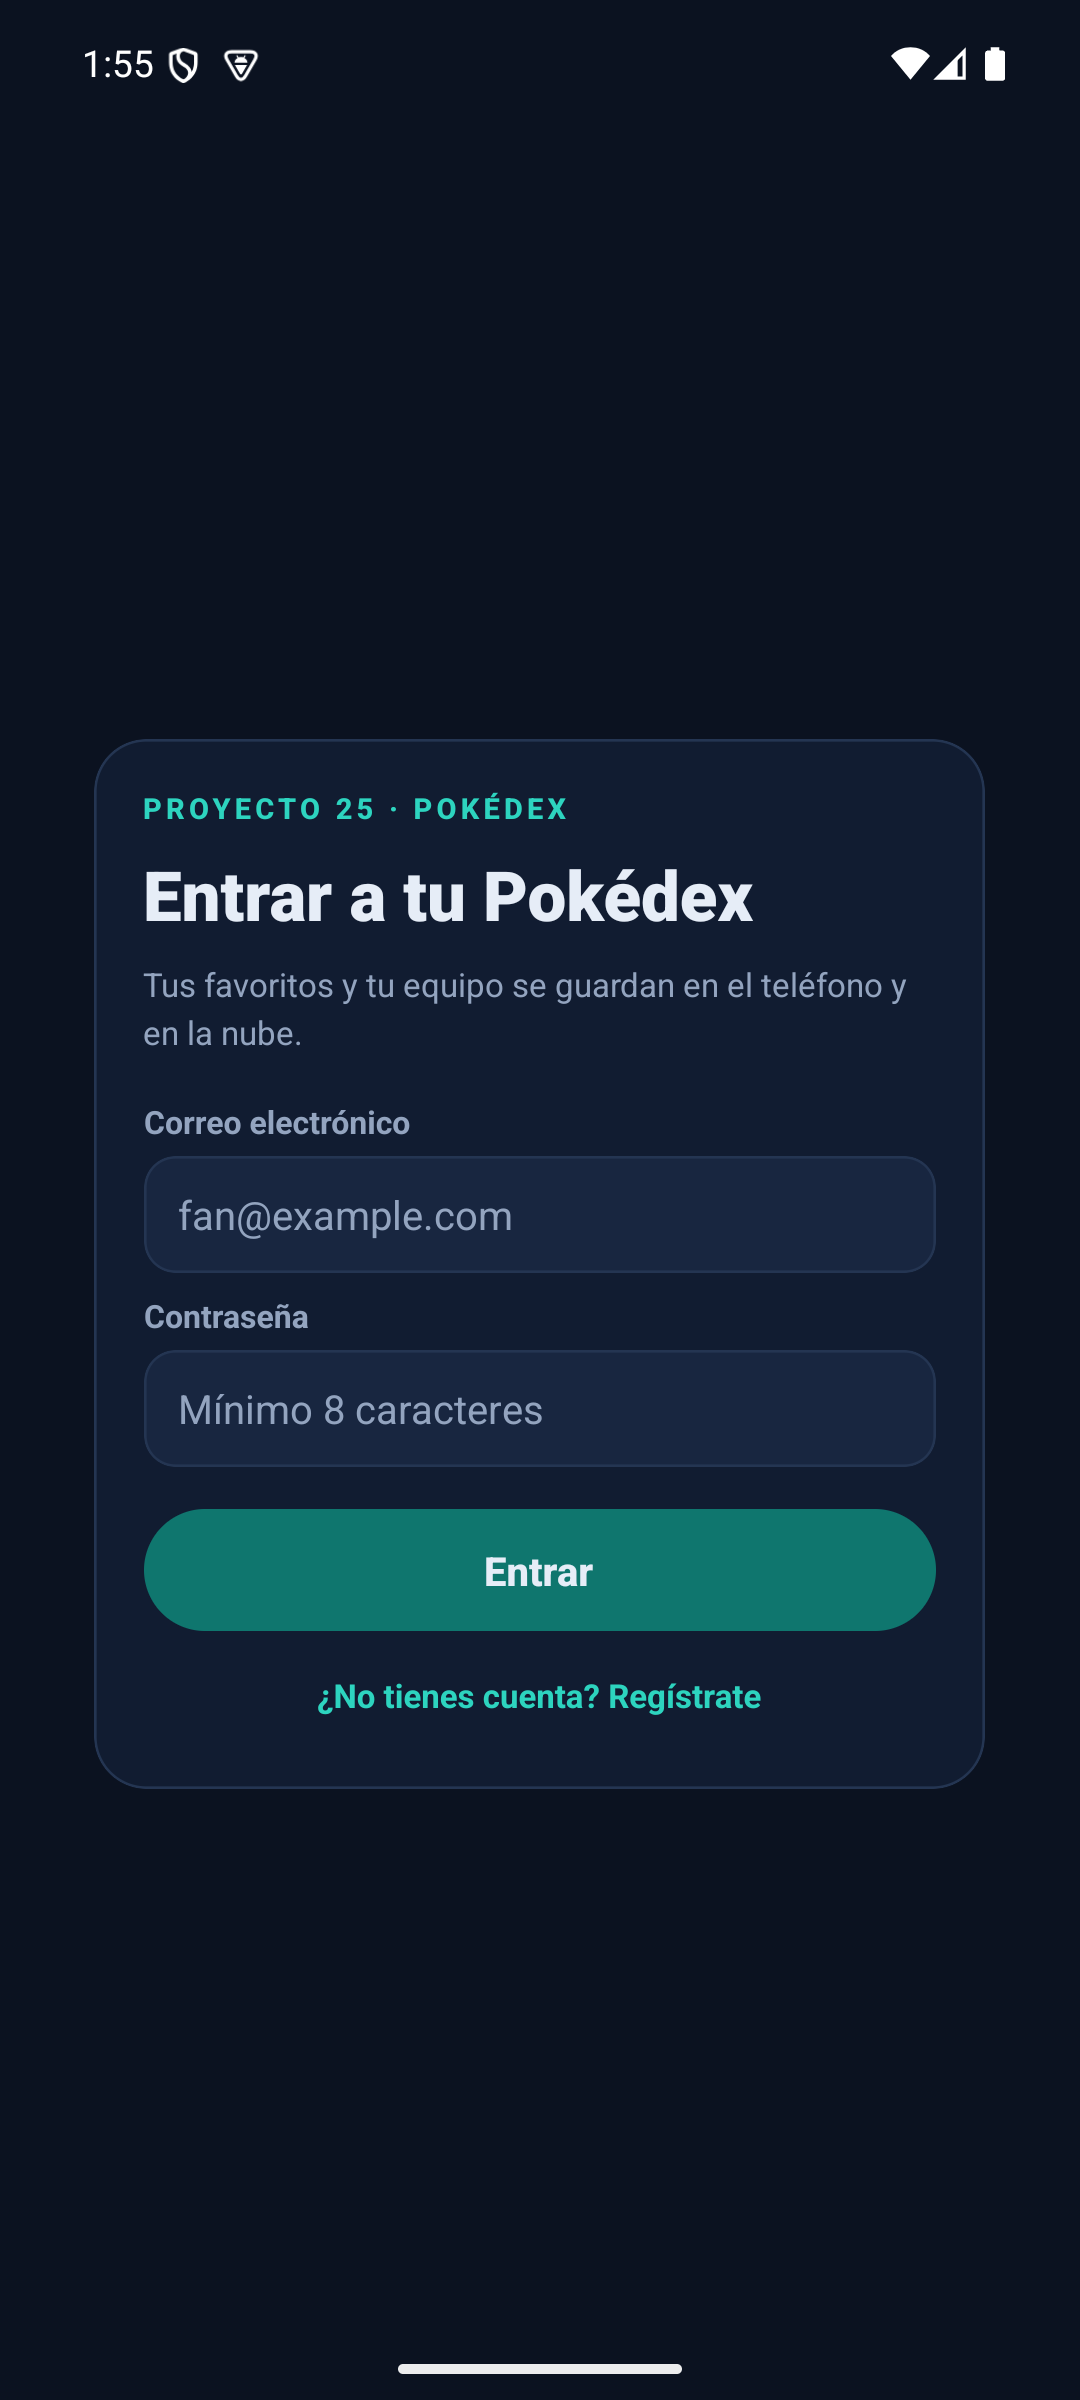 1:55
PROYECTO 25 · POKÉDEX
Entrar a tu Pokédex
Tus favoritos y tu equipo se guardan en el teléfono y
en la nube.
Correo electrónico
fan@example.com
Contraseña
Mínimo 8 caracteres
Entrar
¿No tienes cuenta? Regístrate